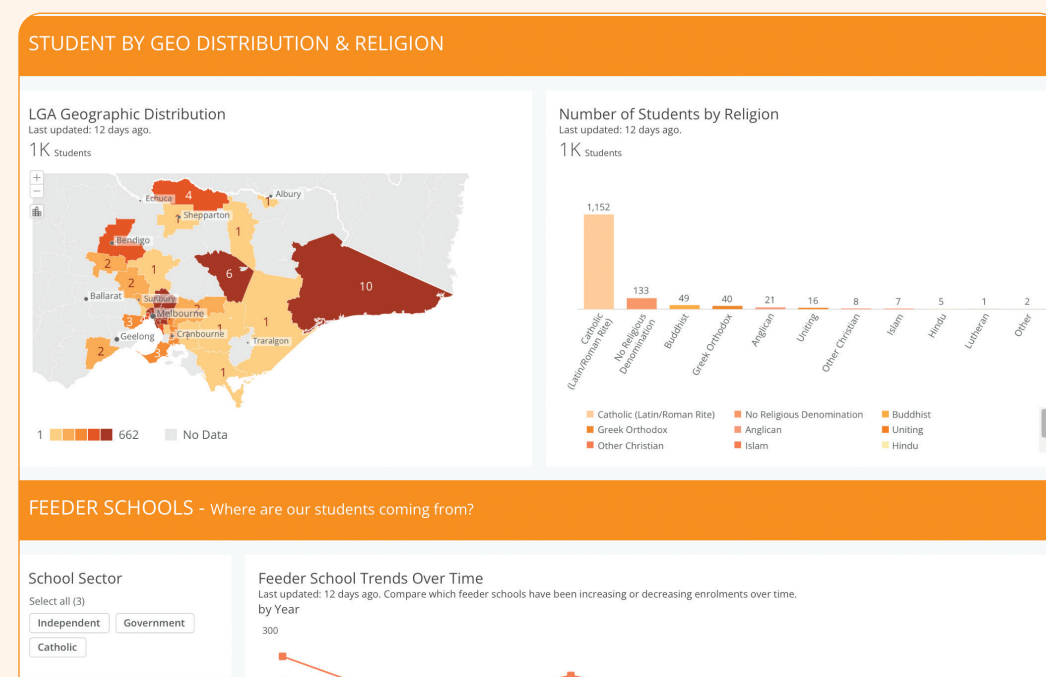 STUDENT BY GEO DISTRIBUTION & RELIGION
LGA Geographic Distribution
Last updated: 12 days ago.
1K Students
+
−
Echuca
4
1
Albury
1
Shepparton
1
Bendigo
2
1
2
6
10
Ballarat
Sunbury
Melbourne
2
3
Geelong
Cranbourne
1
1
Traralgon
2
3
1
1
662
No Data
Number of Students by Religion
Last updated: 12 days ago.
1K Students
1,152
133
49
40
21
16
8
7
5
1
2
Catholic
(Latin/Roman Rite)
No Religious
Denomination
Buddhist
Greek Orthodox
Anglican
Uniting
Other Christian
Islam
Hindu
Lutheran
Other
Catholic (Latin/Roman Rite)
No Religious Denomination
Buddhist
Greek Orthodox
Anglican
Uniting
Other Christian
Islam
Hindu
FEEDER SCHOOLS - Where are our students coming from?
School Sector
Select all (3)
Independent
Government
Catholic
Feeder School Trends Over Time
Last updated: 12 days ago. Compare which feeder schools have been increasing or decreasing enrolments over time.
by Year
300